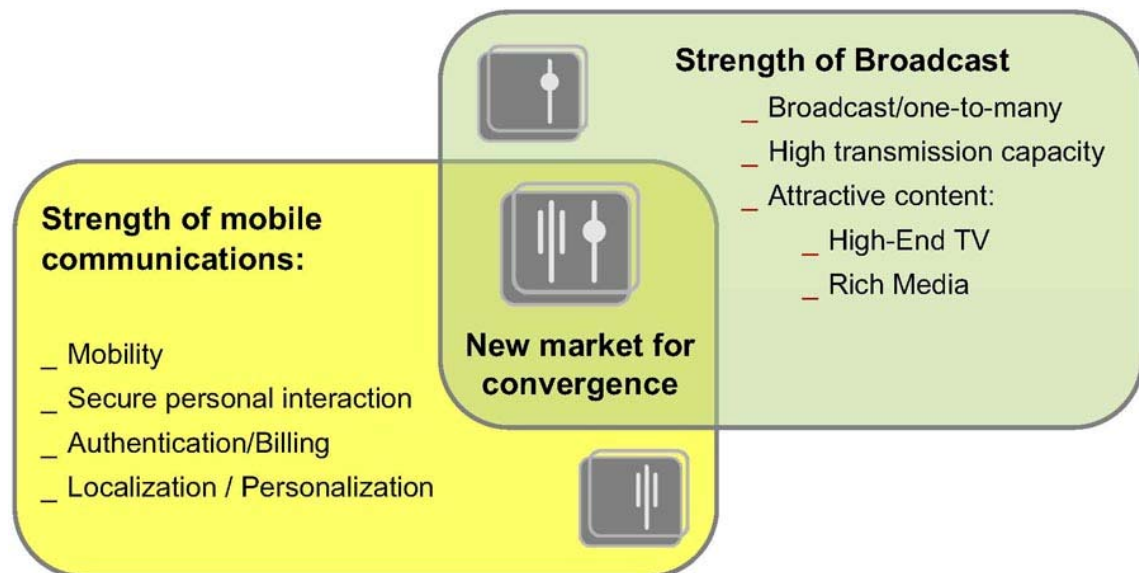 Strength of Broadcast
_ Broadcast/one-to-many
_ High transmission capacity
_ Attractive content:
_ High-End TV
_ Rich Media
Strength of mobile
communications:
_ Mobility
_ Secure personal interaction
_ Authentication/Billing
_ Localization / Personalization
New market for
convergence